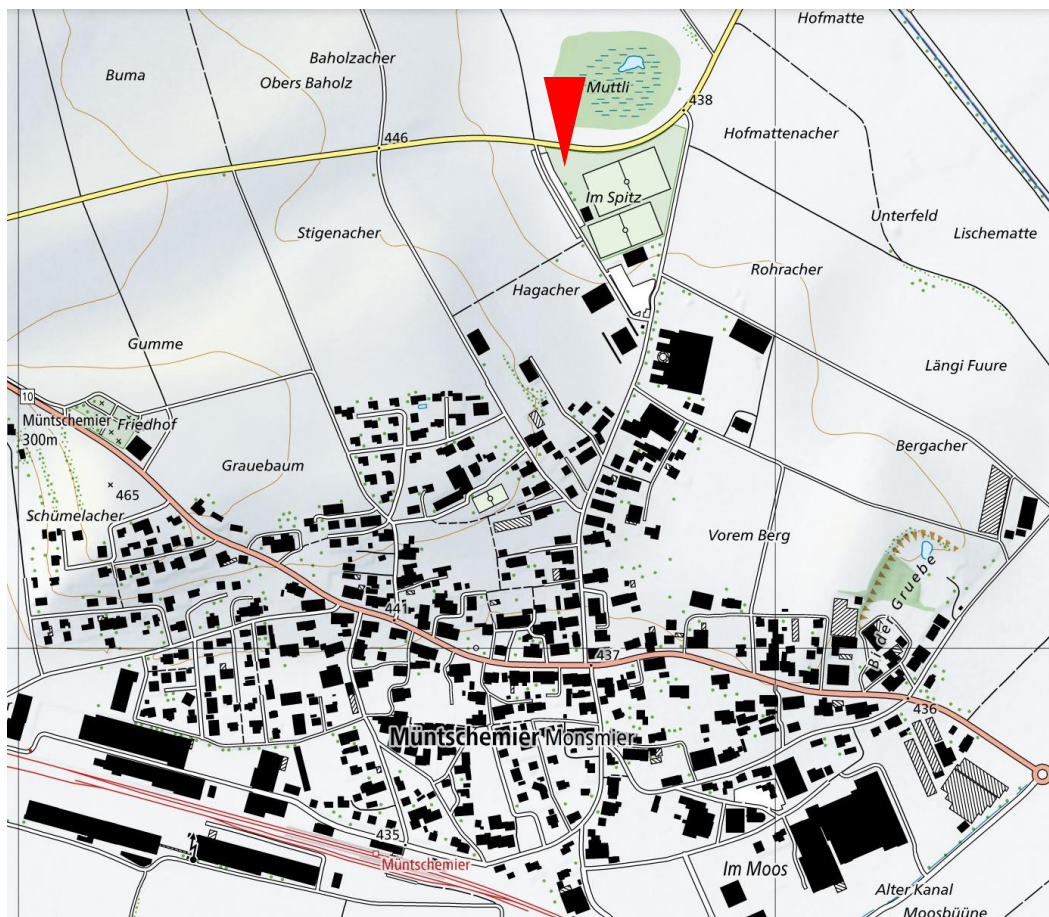 Hofmatte
Baholzacher
Buma
Obers Baholz
Muttli
438
446
Hofmattenacher
Im Spitz
Unterfeld
Stigenacher
Lischematte
Rohracher
Hagacher
Gumme
Längi Fuure
10
Müntschemier
300m
Friedhof
Bergacher
Grauebaum
465
Schümelacher
Vorem Berg
B. der Gruebe
441
437
436
Müntschemier Monsmier
435
Müntschemier
Im Moos
Alter Kanal
Moosbüüne